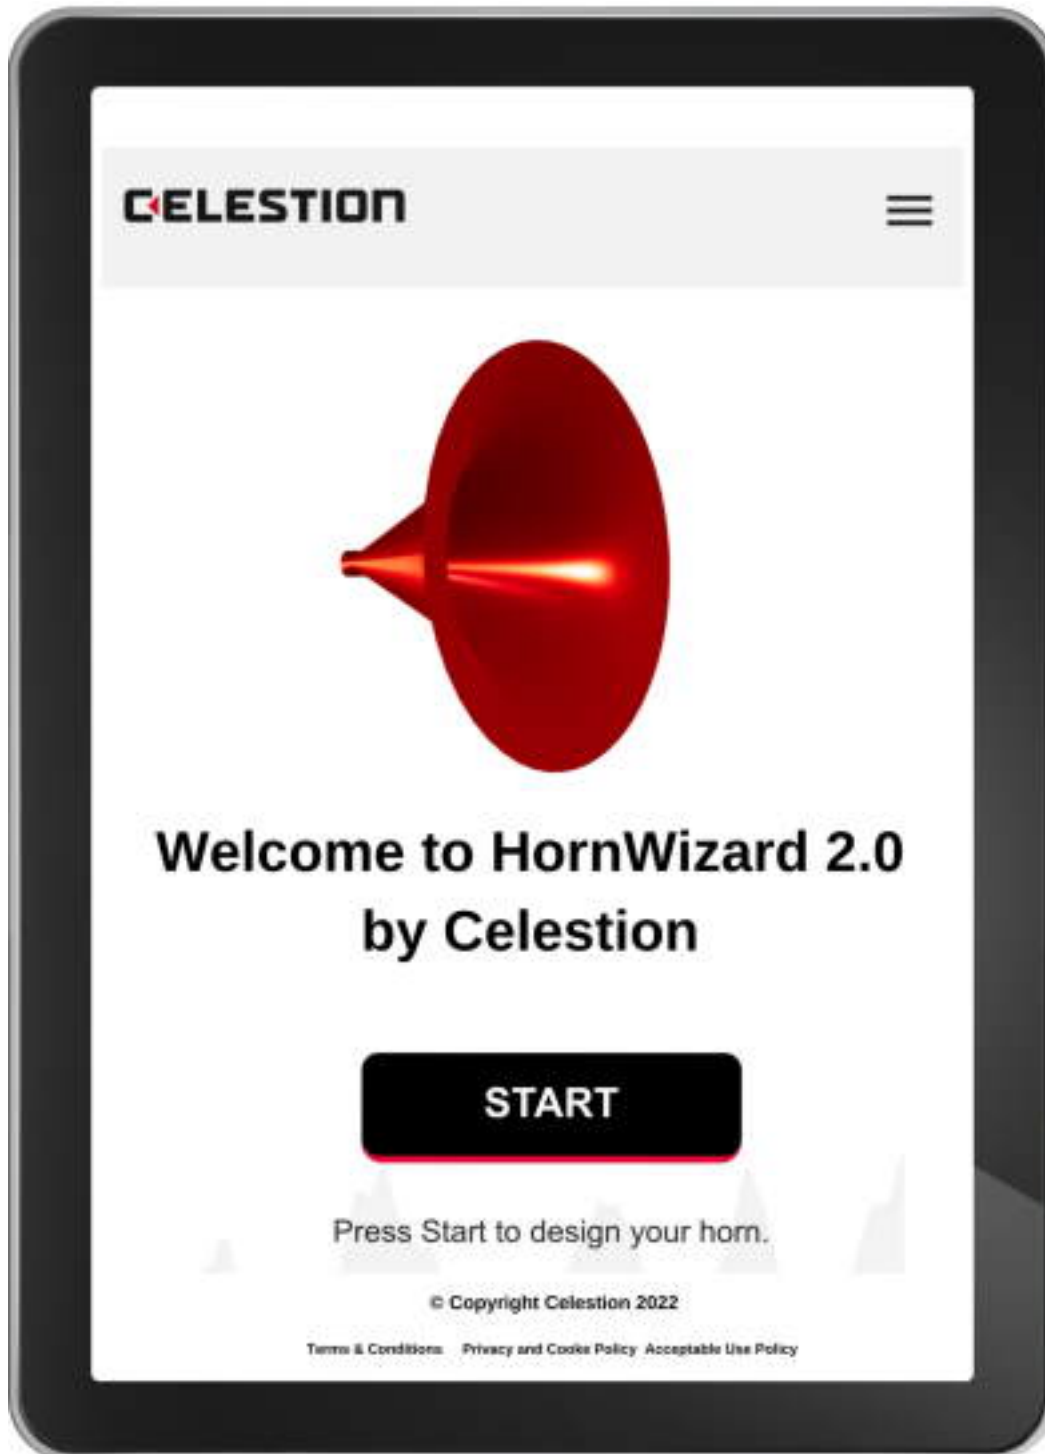 CELESTION
Welcome to HornWizard 2.0
by Celestion
START
Press Start to design your horn.
© Copyright Celestion 2022
Terms & Conditions Privacy and Cooke Policy Acceptable Use Policy